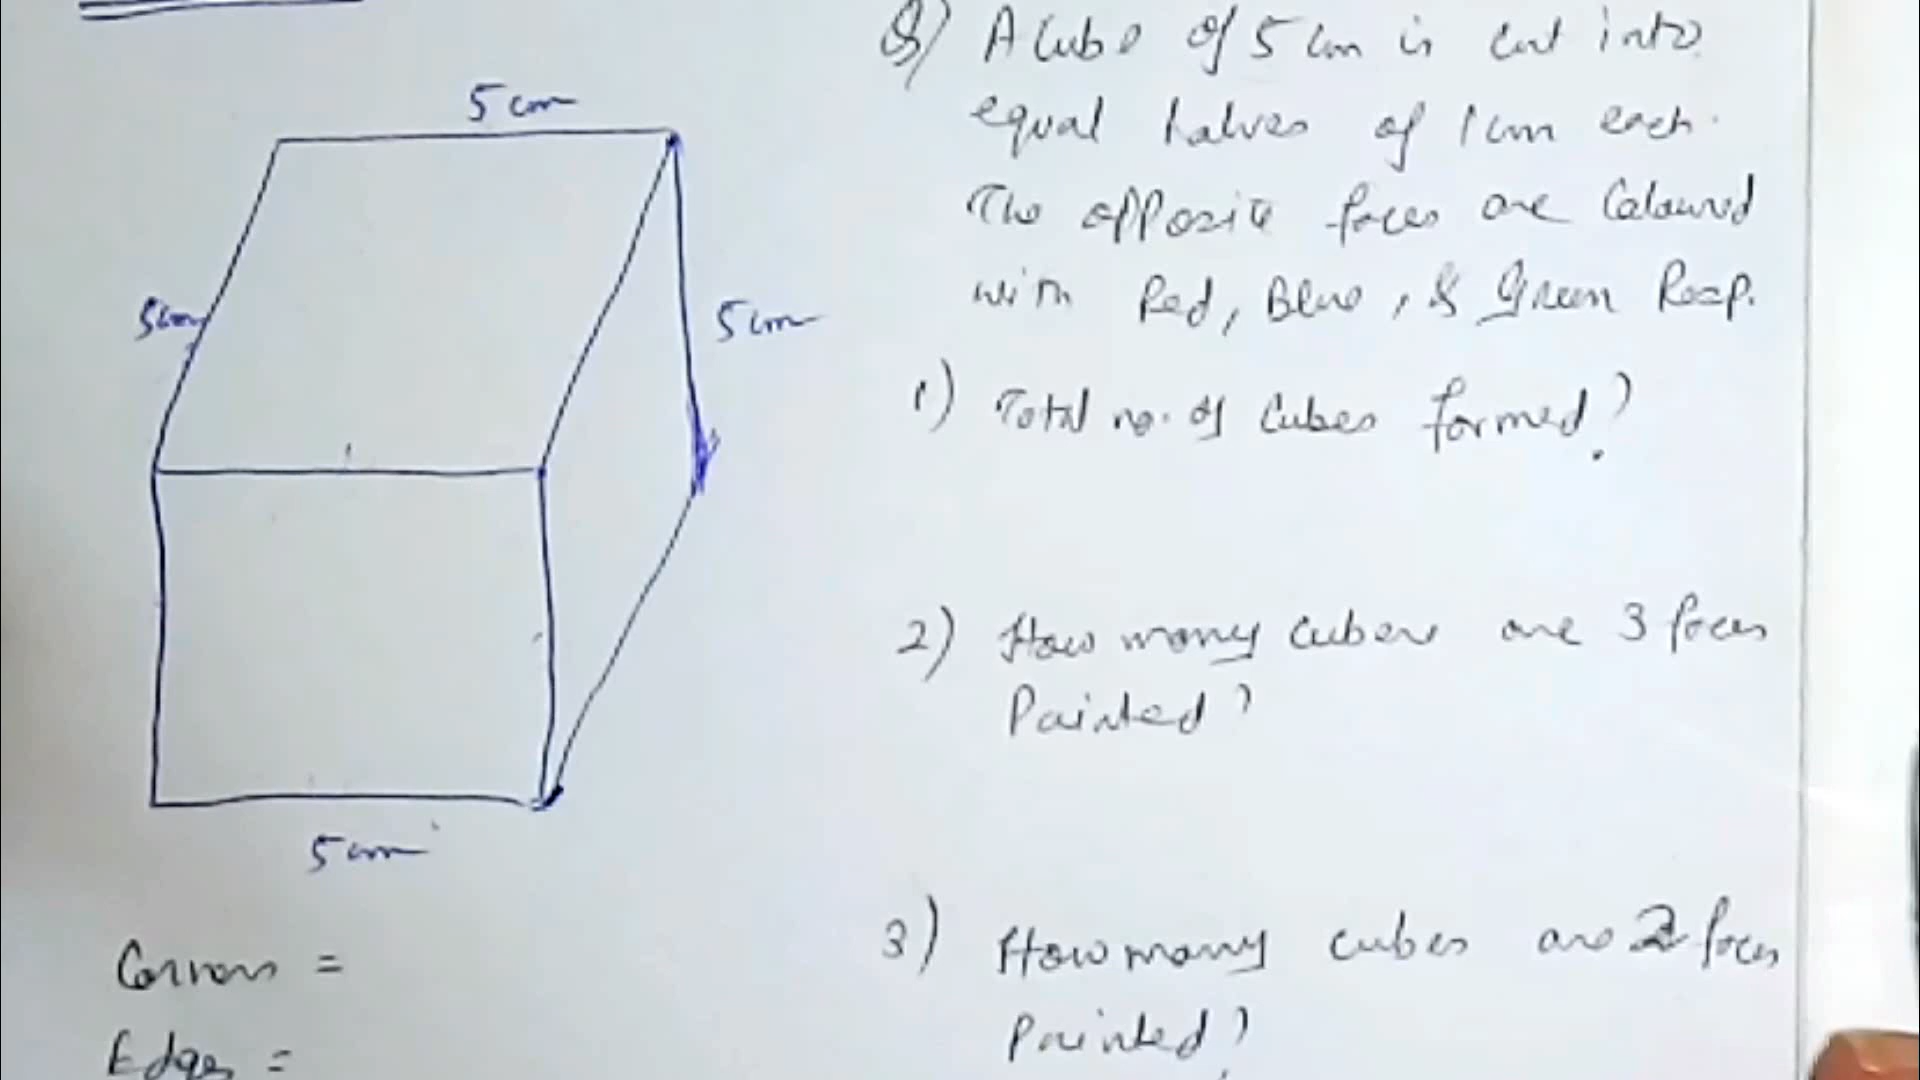 5 cm
5 cm
5 cm
5 cm
Corners =
Edges =
Q) A Cube of 5 cm is cut into
equal halves of 1 cm each.
The opposite faces are Coloured
with Red, Blue, & Green Resp.
1) Total no. of Cubes formed?
2) How many cubes are 3 faces
Painted?
3) How many cubes are 2 faces
Painted?